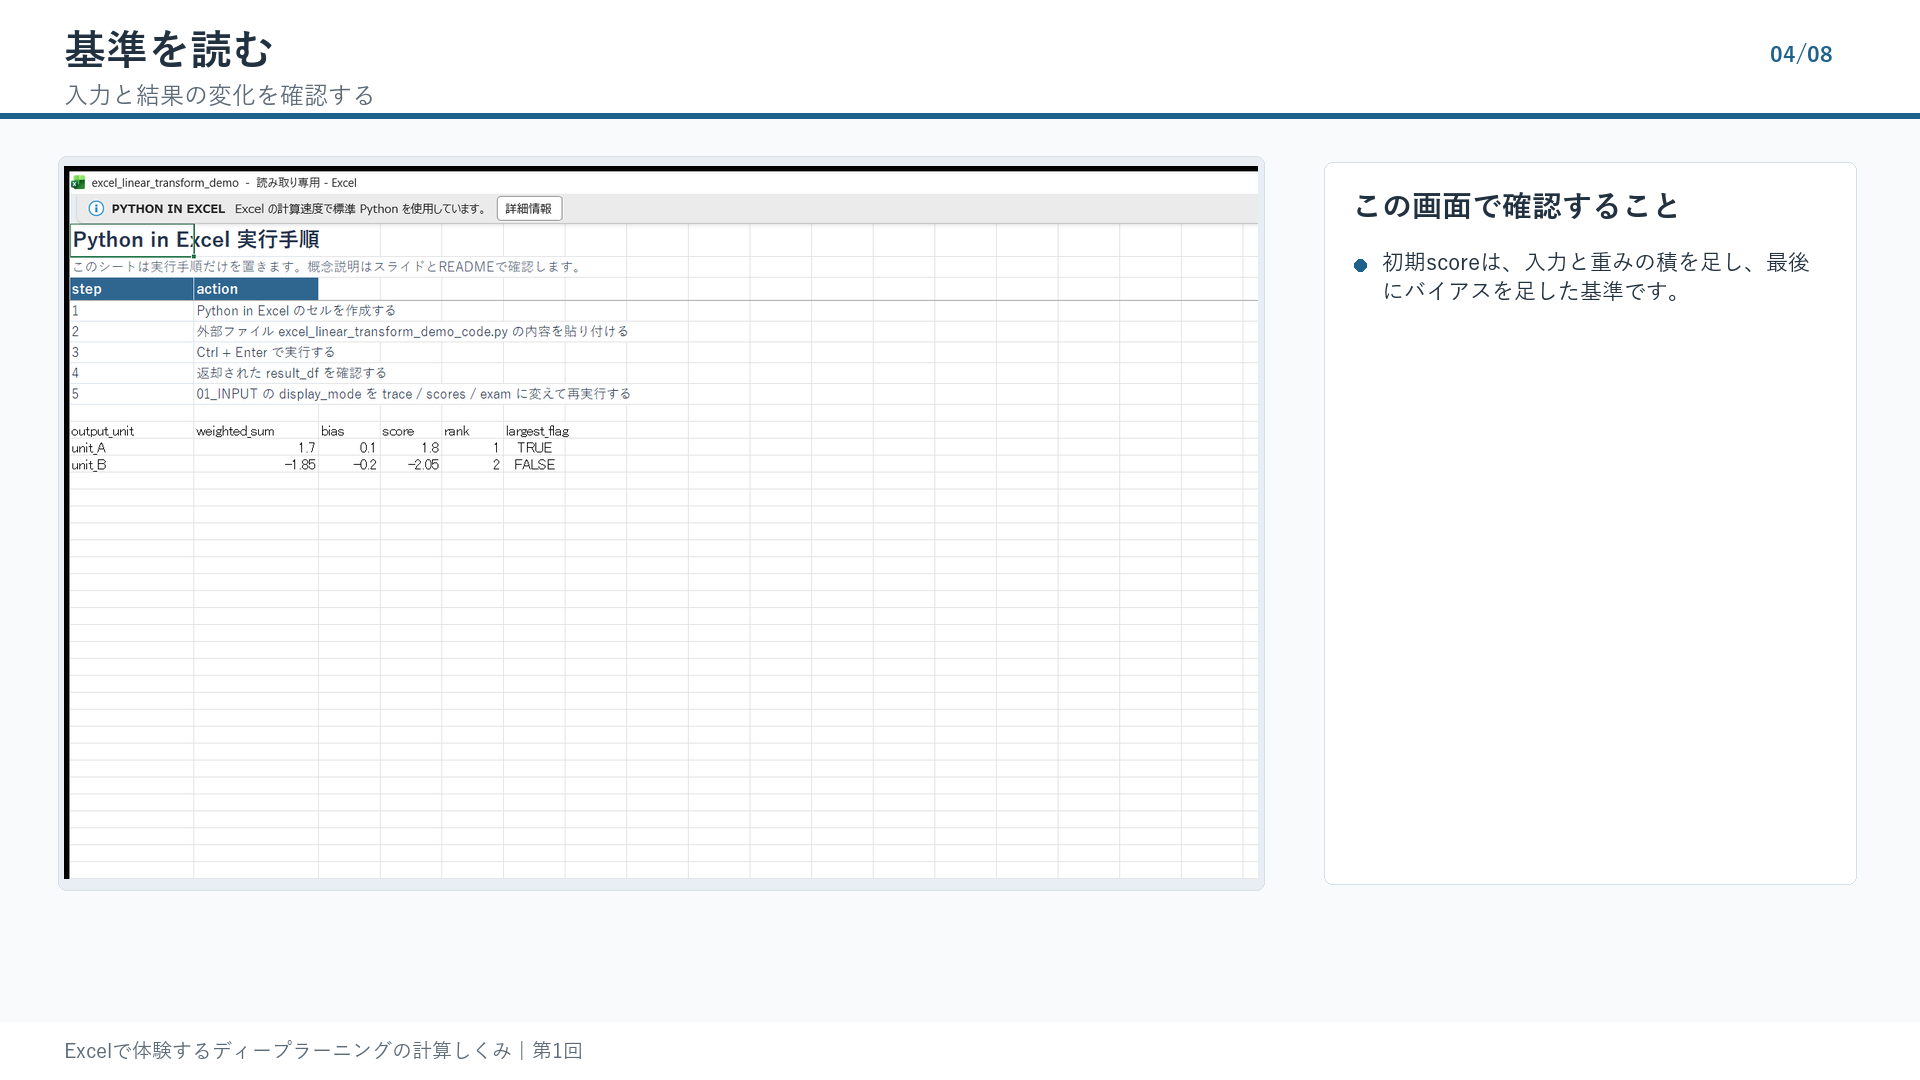 基準を読む
04/08
入力と結果の変化を確認する
excel_linear_transform_demo - 読み取り専用 - Excel
PYTHON IN EXCEL Excel の計算速度で標準 Python を使用しています。 詳細情報
Python in Excel 実行手順
このシートは実行手順だけを置きます。概念説明はスライドとREADMEで確認します。
step action
1 Python in Excel のセルを作成する
2 外部ファイル excel_linear_transform_demo_code.py の内容を貼り付ける
3 Ctrl + Enter で実行する
4 返却された result_df を確認する
5 01_INPUT の display_mode を trace / scores / exam に変えて再実行する
output_unit weighted_sum bias score rank largest_flag
unit_A 1.7 0.1 1.8 1 TRUE
unit_B -1.85 -0.2 -2.05 2 FALSE
この画面で確認すること
初期scoreは、入力と重みの積を足し、最後
にバイアスを足した基準です。
Excelで体験するディープラーニングの計算しくみ｜第1回